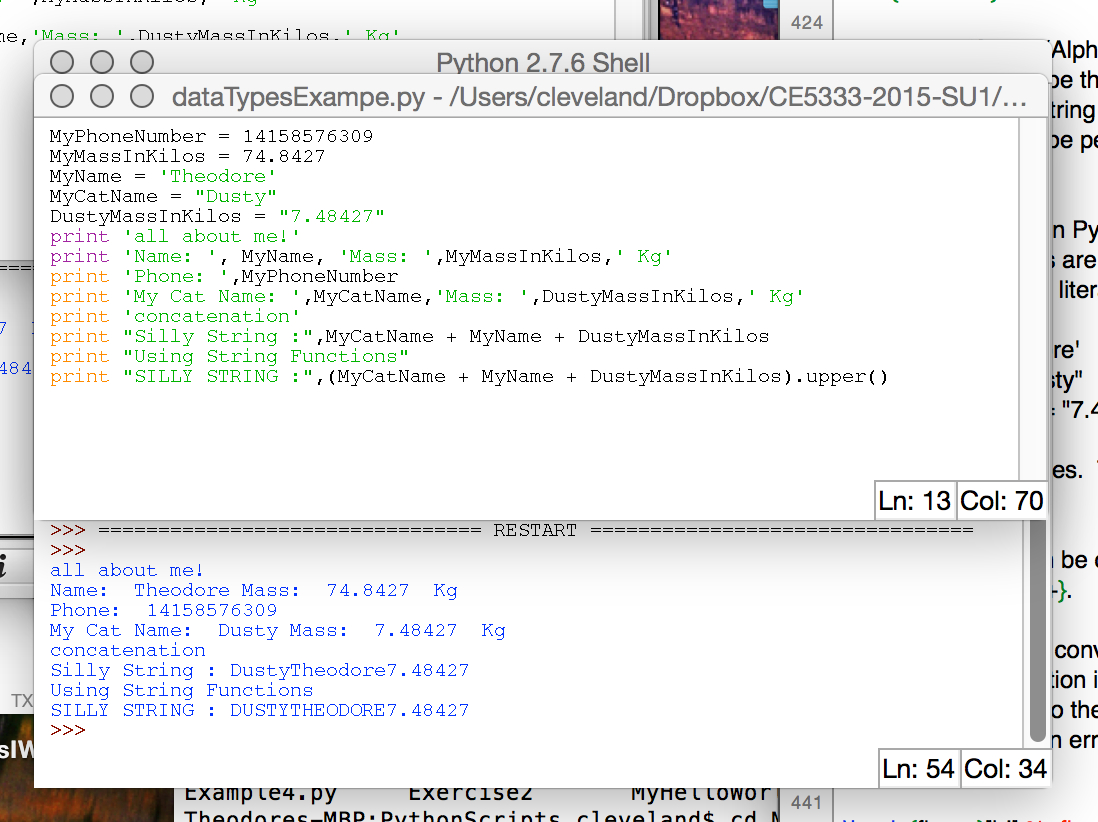 ,MyMassInKilos,' Kg'
me,'Mass: ',DustyMassInKilos,' Kg'
424
Python 2.7.6 Shell
dataTypesExampe.py - /Users/cleveland/Dropbox/CE5333-2015-SU1/...
MyPhoneNumber = 14158576309
MyMassInKilos = 74.8427
MyName = 'Theodore'
MyCatName = "Dusty"
DustyMassInKilos = "7.48427"
print 'all about me!'
print 'Name: ', MyName, 'Mass: ',MyMassInKilos,' Kg'
print 'Phone: ',MyPhoneNumber
print 'My Cat Name: ',MyCatName,'Mass: ',DustyMassInKilos,' Kg'
print 'concatenation'
print "Silly String :",MyCatName + MyName + DustyMassInKilos
print "Using String Functions"
print "SILLY STRING :",(MyCatName + MyName + DustyMassInKilos).upper()
Ln: 13 Col: 70
>>> ================================ RESTART ================================
>>>
all about me!
Name:  Theodore Mass:  74.8427  Kg
Phone:  14158576309
My Cat Name:  Dusty Mass:  7.48427  Kg
concatenation
Silly String : DustyTheodore7.48427
Using String Functions
SILLY STRING : DUSTYTHEODORE7.48427
>>>
Ln: 54 Col: 34
(Alph
be th
tring
be pe
n Py
s are
liter
re'
sty"
= "7.4
es.
be c
}.
conv
tion i
o the
n err
484
TX
sIW
Example4.py Exercise2 MyHelloWor
Theodores-MBP:PythonScripts cleveland$ cd M
441